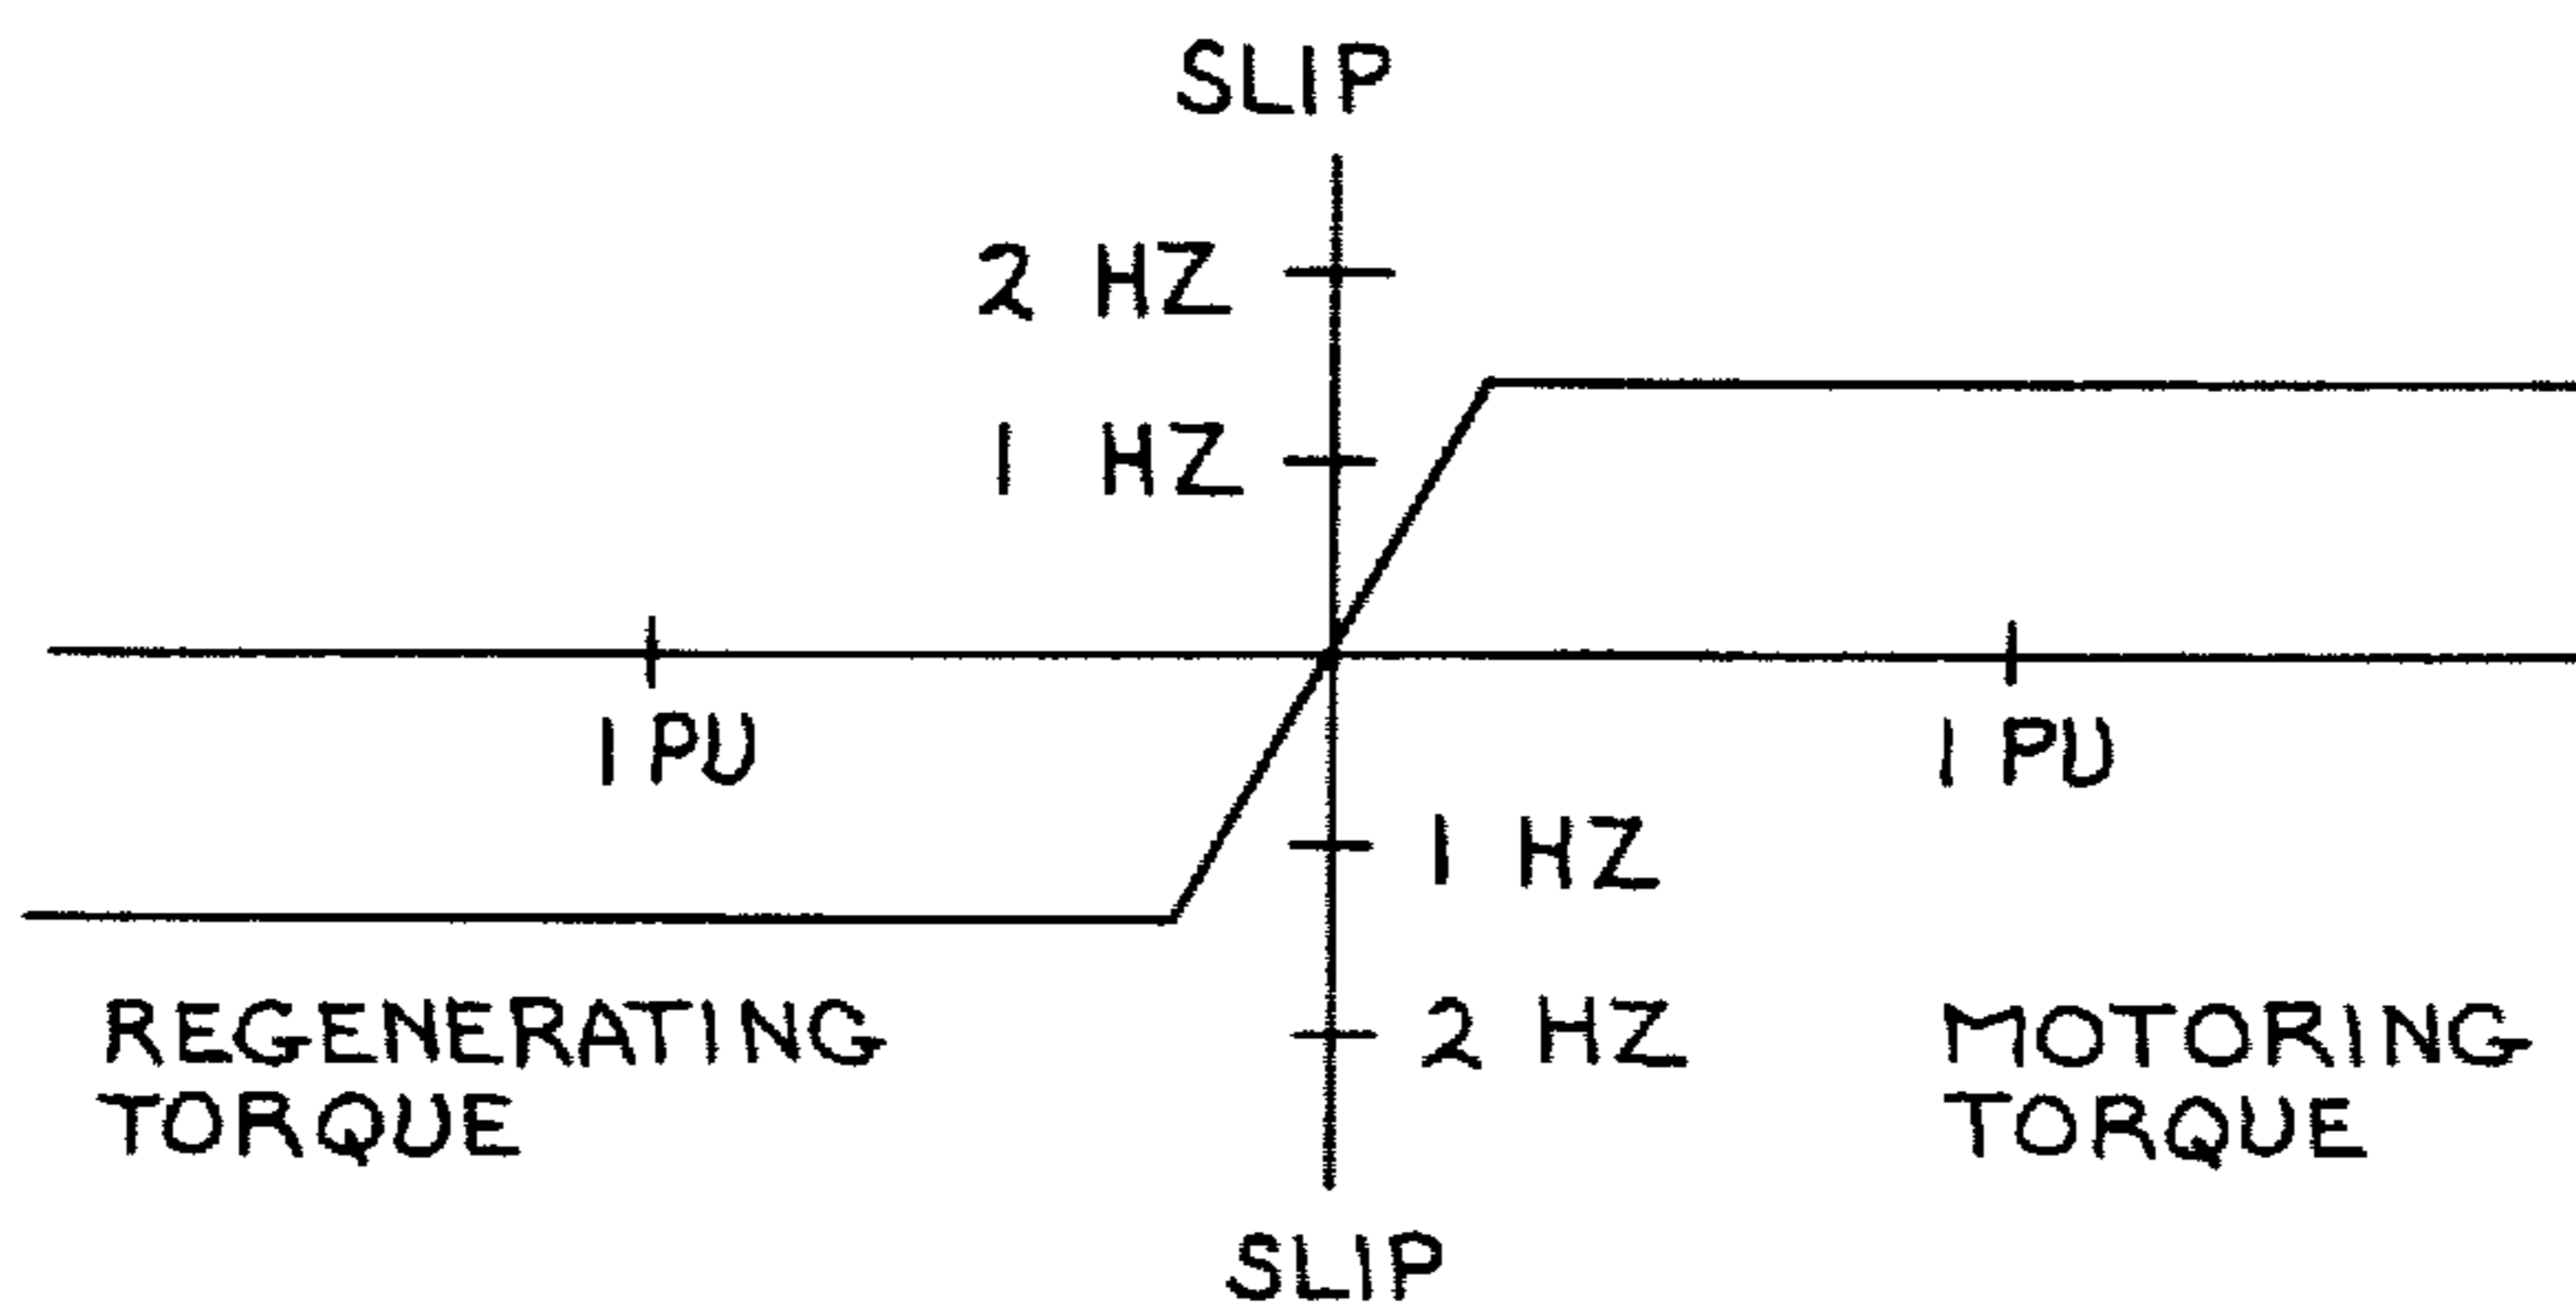 SLIP
2 HZ
1 HZ
1 PU
1 PU
1 HZ
2 HZ
REGENERATING
TORQUE
MOTORING
TORQUE
SLIP